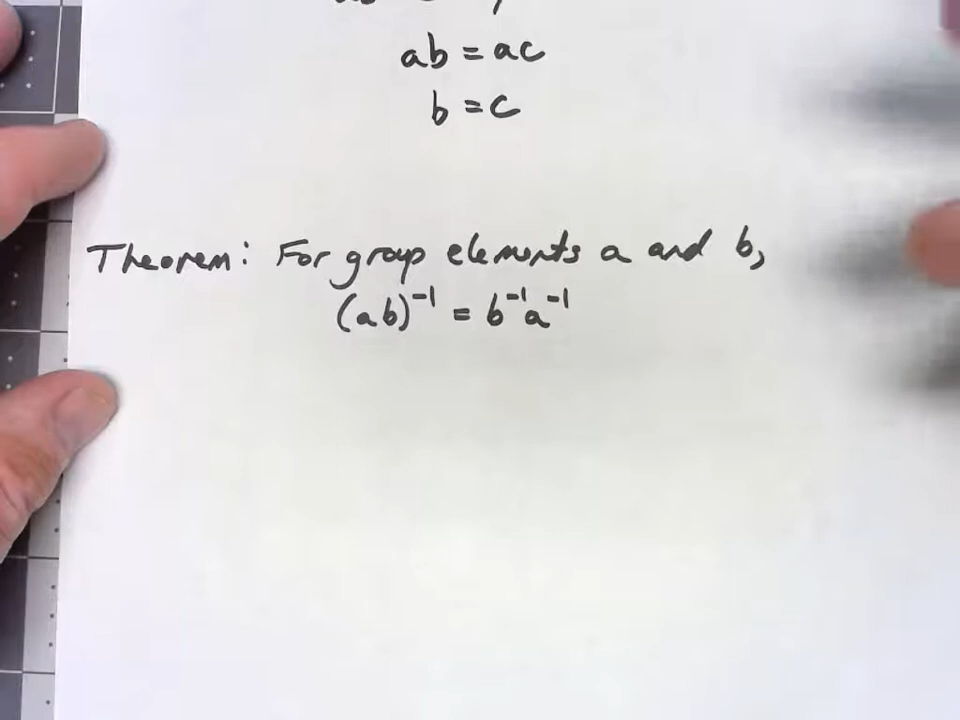 ab = ac
b = c
Theorem: For group elements a and b,
(ab)⁻¹ = b⁻¹a⁻¹